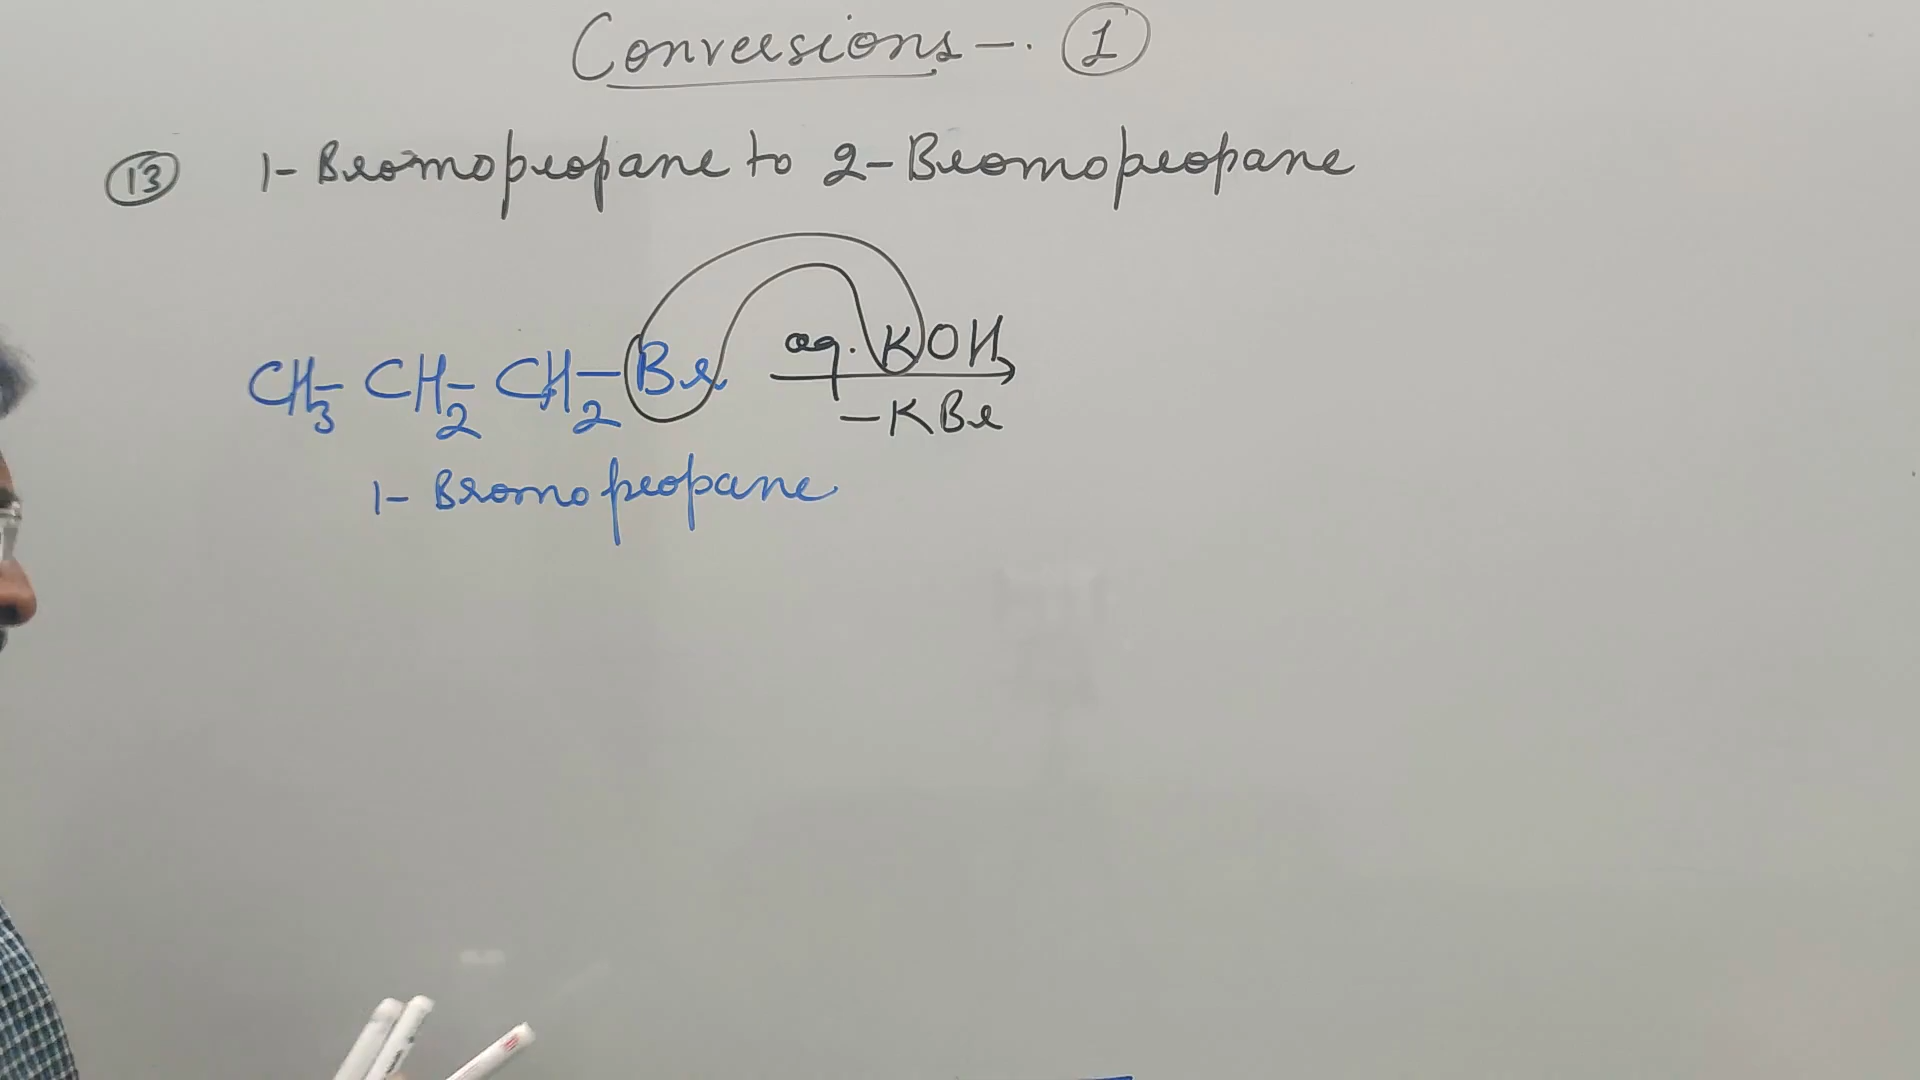 Conversions - . 1
13 1- Bromopropane to 2-Bromopropane
CH3- CH2- CH2-Br aq. KOH
-KBr
1- Bromopropane